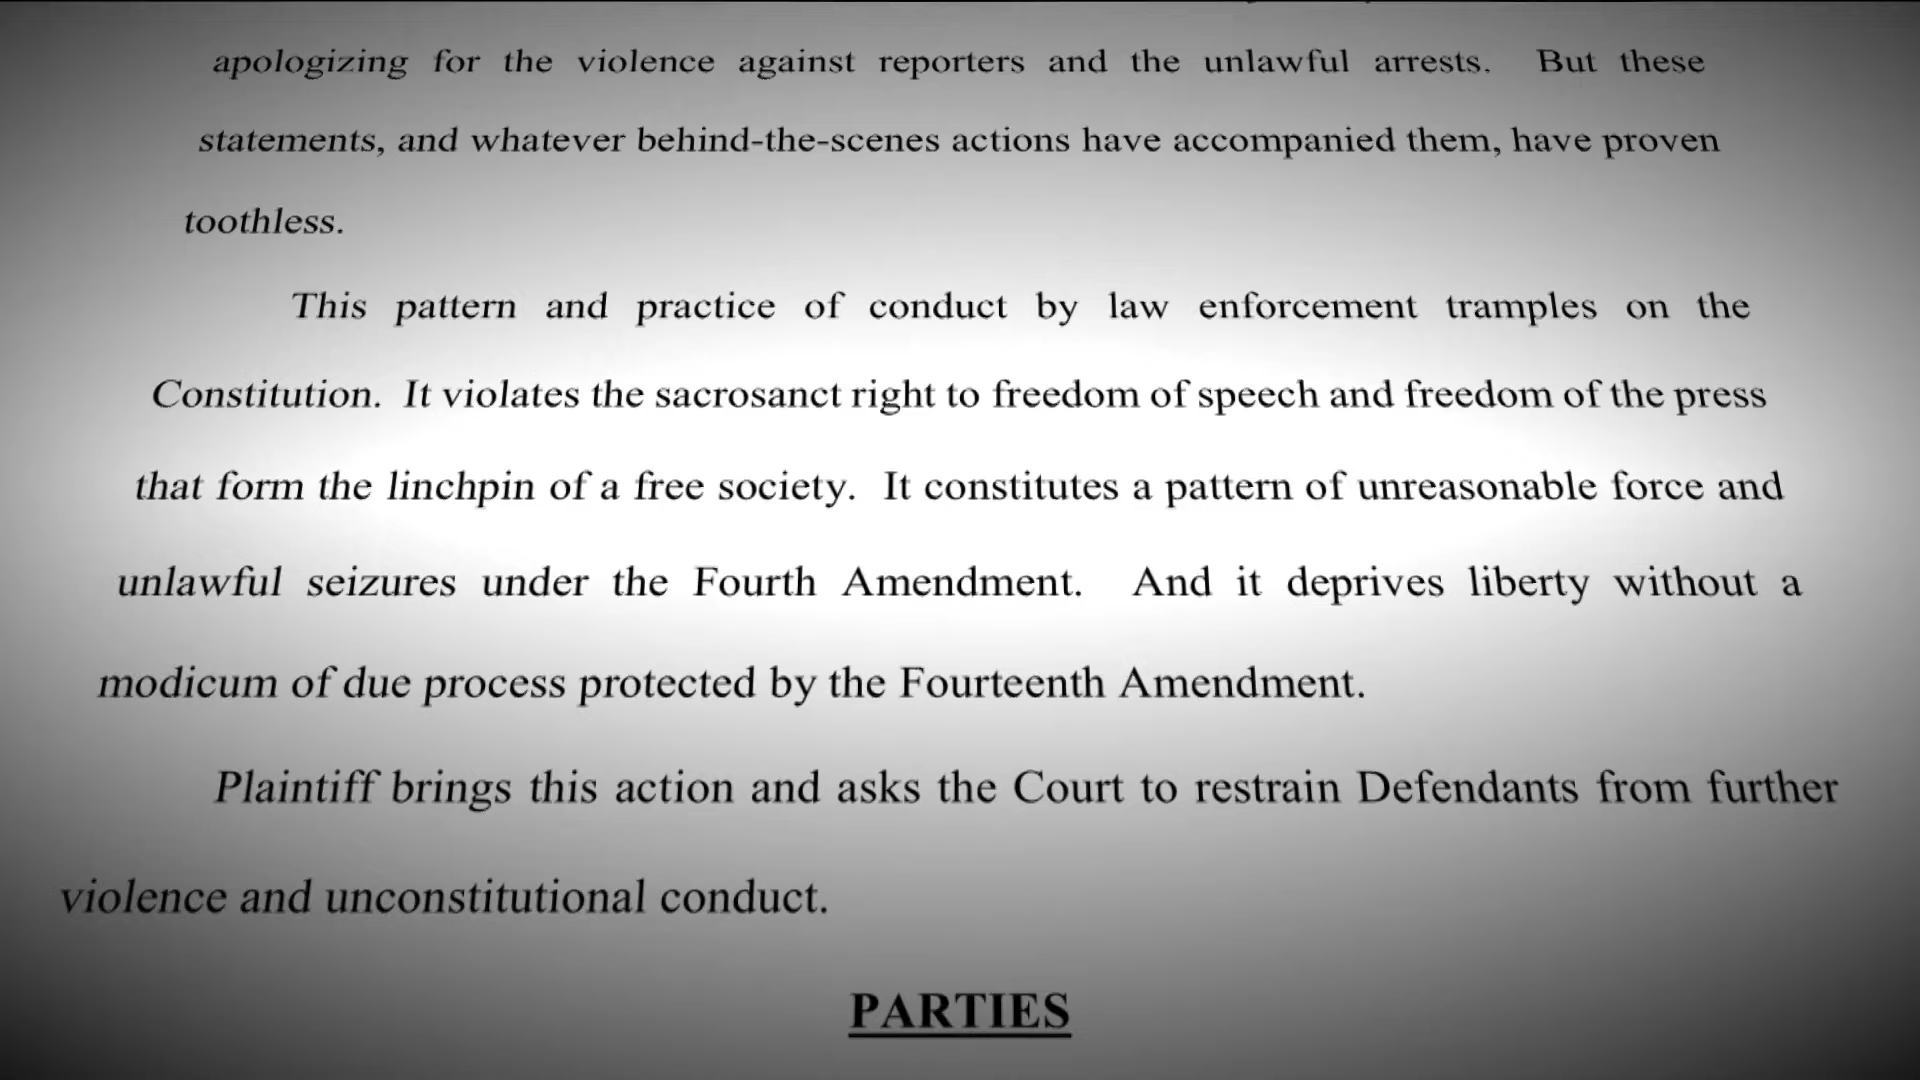 apologizing for the violence against reporters and the unlawful arrests. But these
statements, and whatever behind-the-scenes actions have accompanied them, have proven
toothless.
This pattern and practice of conduct by law enforcement tramples on the
Constitution. It violates the sacrosanct right to freedom of speech and freedom of the press
that form the linchpin of a free society. It constitutes a pattern of unreasonable force and
unlawful seizures under the Fourth Amendment. And it deprives liberty without a
modicum of due process protected by the Fourteenth Amendment.
Plaintiff brings this action and asks the Court to restrain Defendants from further
violence and unconstitutional conduct.
PARTIES